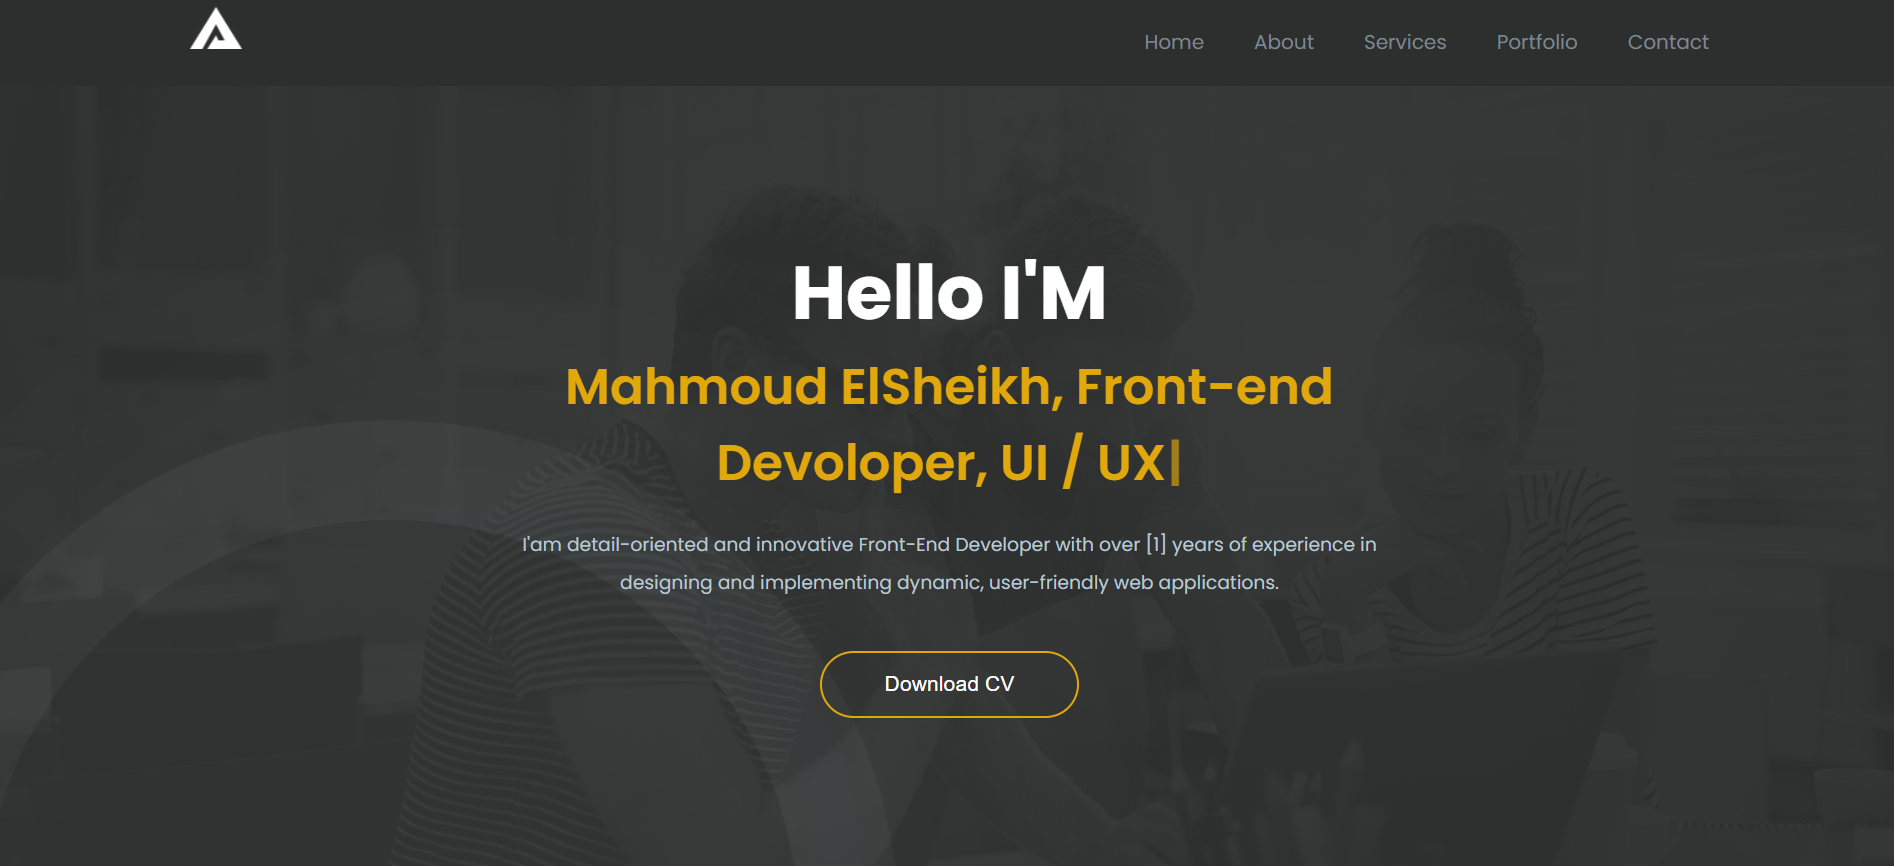 Home About Services Portfolio Contact
Hello I'M
Mahmoud ElSheikh, Front-end
Devoloper, UI / UX
I'am detail-oriented and innovative Front-End Developer with over [1] years of experience in
designing and implementing dynamic, user-friendly web applications.
Download CV